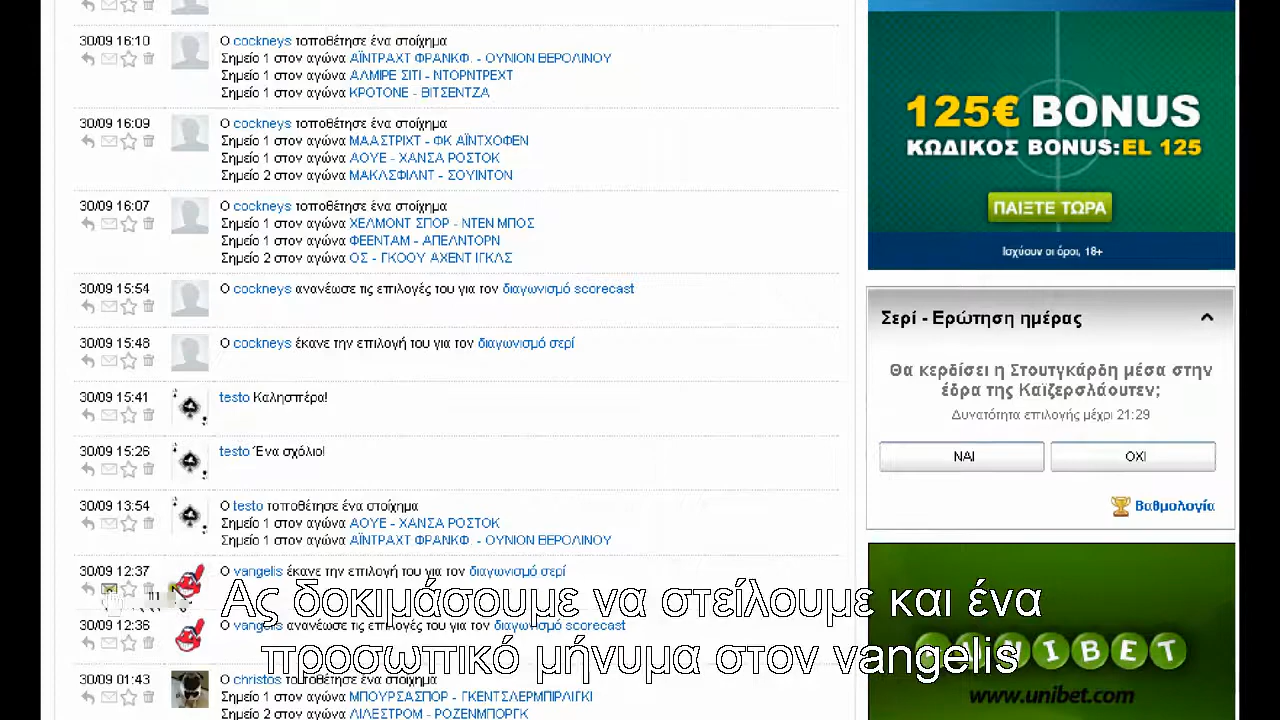 30/09 16:10
Ο cockneys τοποθέτησε ένα στοίχημα
Σημείο 1 στον αγώνα ΑΪΝΤΡΑΧΤ ΦΡΑΝΚΦ. - ΟΥΝΙΟΝ ΒΕΡΟΛΙΝΟΥ
Σημείο 1 στον αγώνα ΑΛΜΙΡΕ ΣΙΤΙ - ΝΤΟΡΝΤΡΕΧΤ
Σημείο 1 στον αγώνα ΚΡΟΤΟΝΕ - ΒΙΤΣΕΝΤΖΑ
30/09 16:09
Ο cockneys τοποθέτησε ένα στοίχημα
Σημείο 1 στον αγώνα ΜΑΑΣΤΡΙΧΤ - ΦΚ ΑΪΝΤΧΟΦΕΝ
Σημείο 1 στον αγώνα ΑΟΥΕ - ΧΑΝΣΑ ΡΟΣΤΟΚ
Σημείο 2 στον αγώνα ΜΑΚΛΣΦΙΛΝΤ - ΣΟΥΙΝΤΟΝ
30/09 16:07
Ο cockneys τοποθέτησε ένα στοίχημα
Σημείο 1 στον αγώνα ΧΕΛΜΟΝΤ ΣΠΟΡ - ΝΤΕΝ ΜΠΟΣ
Σημείο 1 στον αγώνα ΦΕΕΝΤΑΜ - ΑΠΕΛΝΤΟΡΝ
Σημείο 2 στον αγώνα ΟΣ - ΓΚΟΟΥ ΑΧΕΝΤ ΙΓΚΛΣ
30/09 15:54
Ο cockneys ανανέωσε τις επιλογές του για τον διαγωνισμό scorecast
30/09 15:48
Ο cockneys έκανε την επιλογή του για τον διαγωνισμό σερί
30/09 15:41
testo Καλησπέρα!
30/09 15:26
testo Ένα σχόλιο!
30/09 13:54
Ο testo τοποθέτησε ένα στοίχημα
Σημείο 1 στον αγώνα ΑΟΥΕ - ΧΑΝΣΑ ΡΟΣΤΟΚ
Σημείο 1 στον αγώνα ΑΪΝΤΡΑΧΤ ΦΡΑΝΚΦ. - ΟΥΝΙΟΝ ΒΕΡΟΛΙΝΟΥ
30/09 12:37
Ο vangelis έκανε την επιλογή του για τον διαγωνισμό σερί
30/09 12:36
Ο vangelis ανανέωσε τις επιλογές του για τον διαγωνισμό scorecast
30/09 01:43
Ο christos τοποθέτησε ένα στοίχημα
Σημείο 1 στον αγώνα ΜΠΟΥΡΣΑΣΠΟΡ - ΓΚΕΝΤΣΛΕΡΜΠΙΡΛΙΓΚΙ
Σημείο 2 στον αγώνα ΛΙΛΕΣΤΡΟΜ - ΡΟΖΕΝΜΠΟΡΓΚ
125€ BONUS
ΚΩΔΙΚΟΣ BONUS:EL 125
ΠΑΙΞΤΕ ΤΩΡΑ
Ισχύουν οι όροι, 18+
Σερί - Ερώτηση ημέρας
Θα κερδίσει η Στουτγκάρδη μέσα στην
έδρα της Καϊζερσλάουτεν;
Δυνατότητα επιλογής μέχρι 21:29
ΝΑΙ
ΟΧΙ
Βαθμολογία
UNIBET
www.unibet.com
Ας δοκιμάσουμε να στείλουμε και ένα
προσωπικό μήνυμα στον vangelis